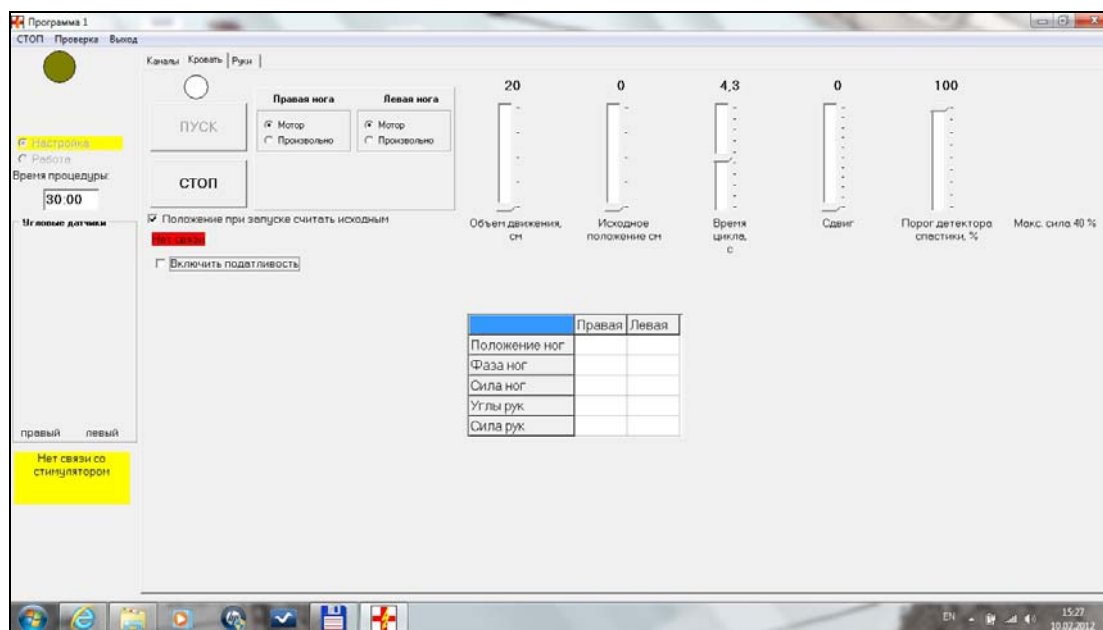 Программа 1
СТОП Проверка Выход
Каналы Кровать Руки
Настройка
Работа
Время процедуры:
30:00
Угловые датчики
правый левый
Нет связи со
стимулятором
ПУСК
СТОП
Правая нога
Мотор
Произвольно
Левая нога
Мотор
Произвольно
Положение при запуске считать исходным
Нет связи
Включить податливость
20 0 4,3 0 100
Объем движения,
см
Исходное
положение см
Время
цикла,
с
Сдвиг
Порог детектора
спастики, %
Макс. сила 40 %
Правая Левая
Положение ног
Фаза ног
Сила ног
Углы рук
Сила рук
EN
15:27
10.02.2012